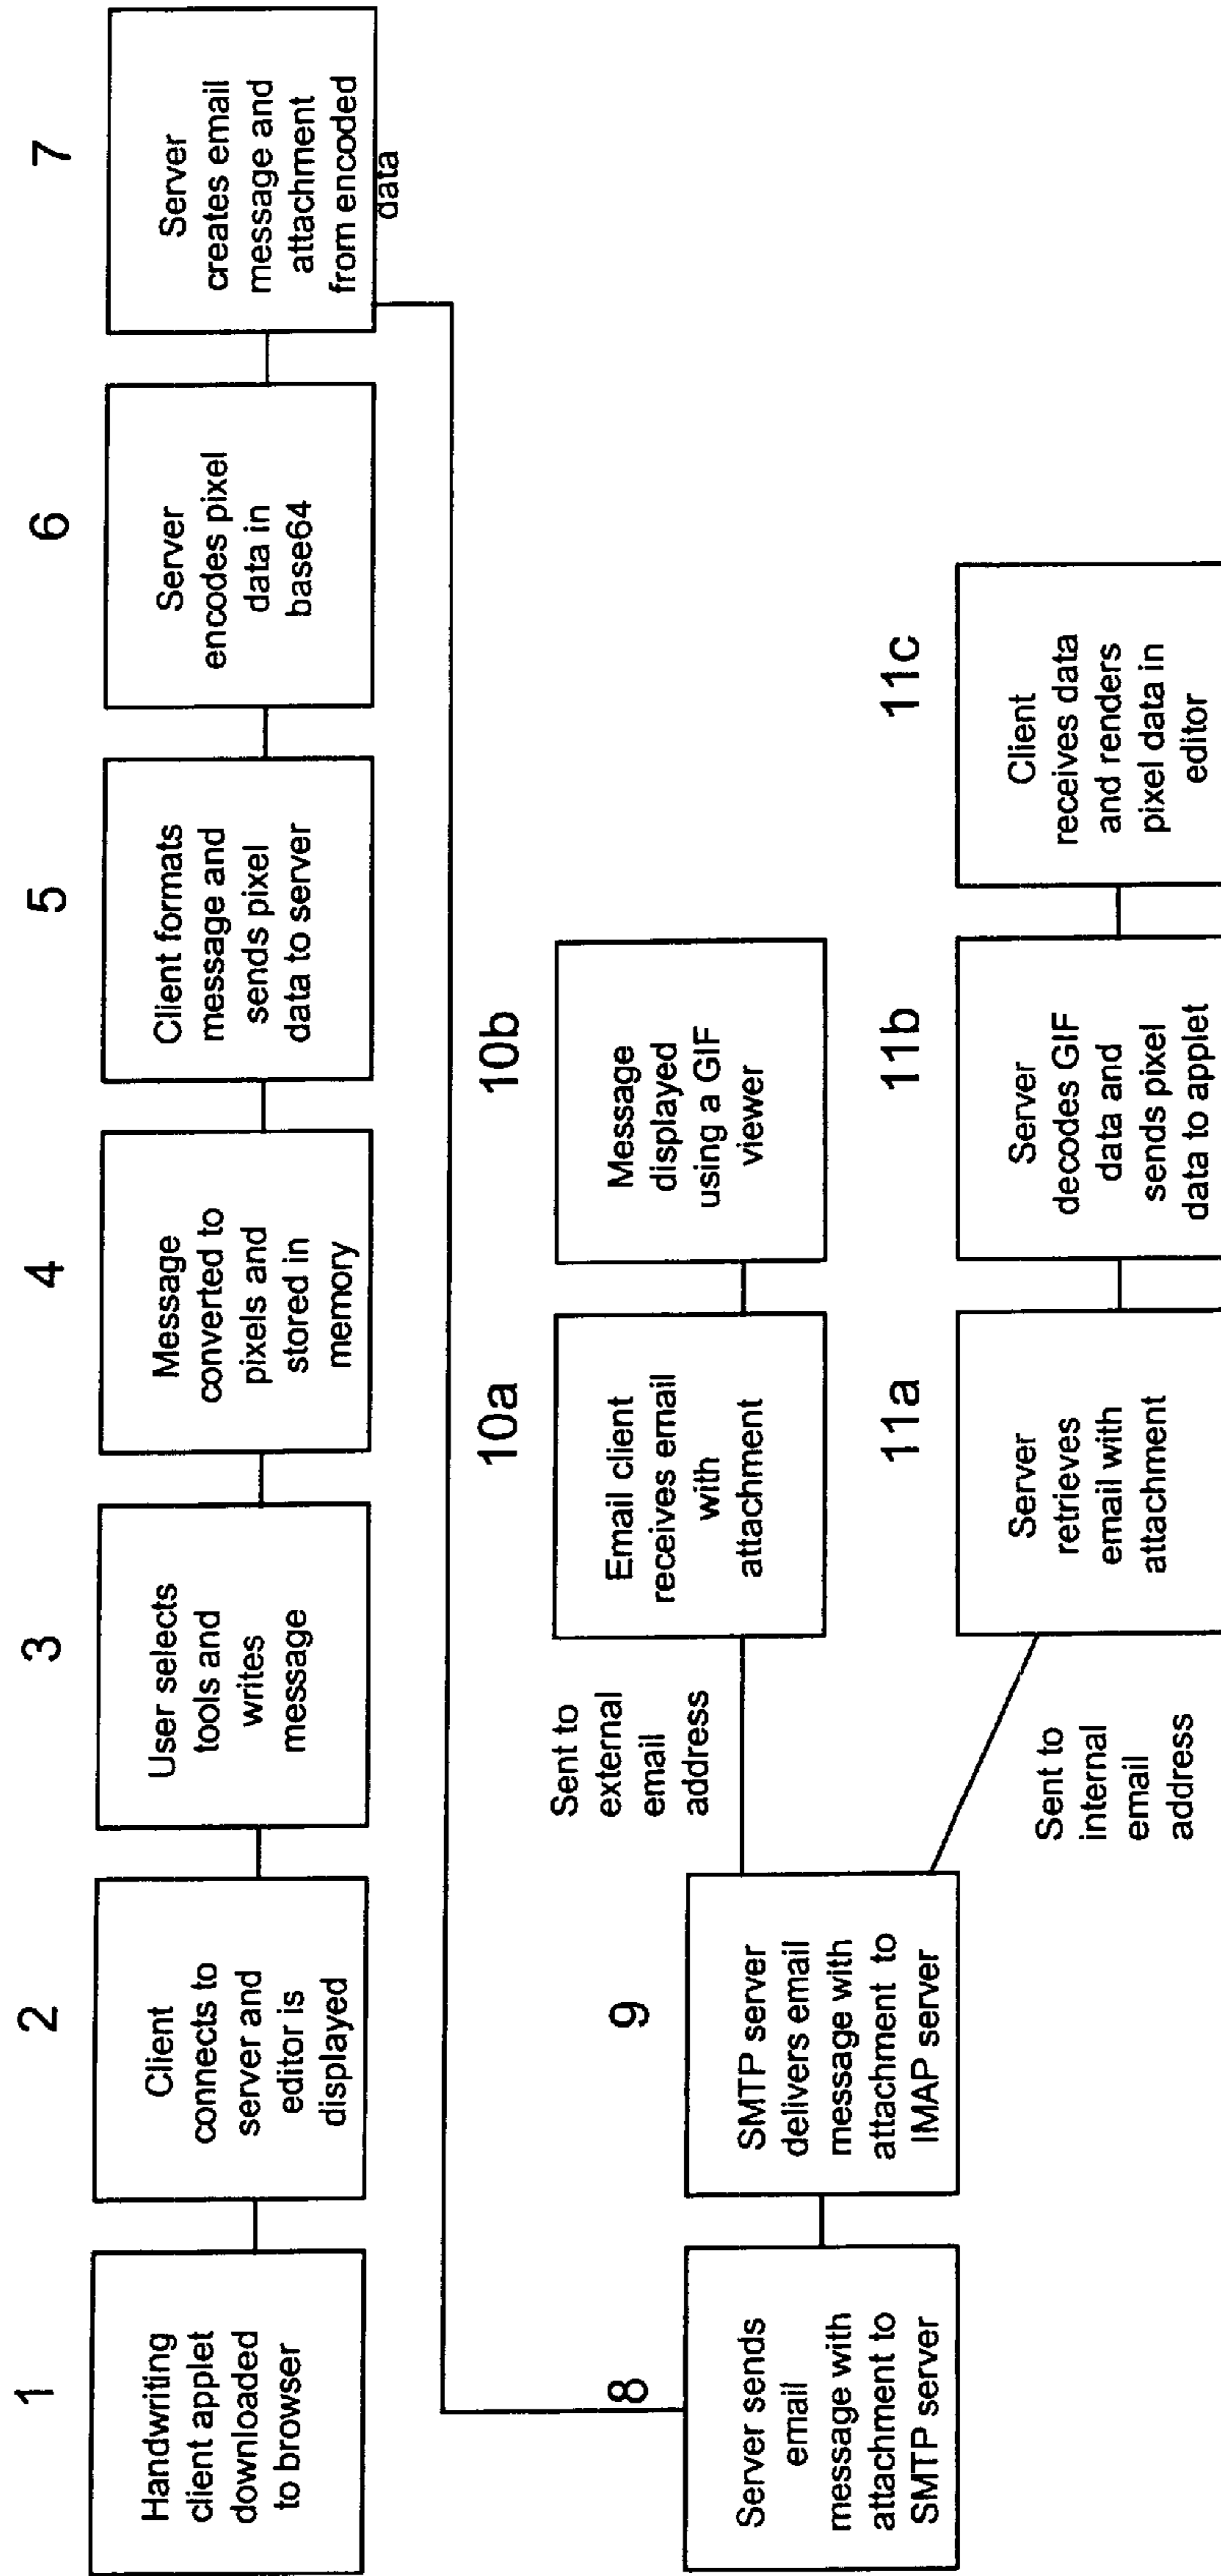 1
Handwriting
client applet
downloaded
to browser
2
Client
connects to
server and
editor is
displayed
3
User selects
tools and
writes
message
4
Message
converted to
pixels and
stored in
memory
5
Client formats
message and
sends pixel
data to server
6
Server
encodes pixel
data in
base64
7
Server
creates email
message and
attachment
from encoded
data
8
Server sends
email
message with
attachment to
SMTP server
9
SMTP server
delivers email
message with
attachment to
IMAP server
Sent to
external
email
address
10a
Email client
receives email
with
attachment
10b
Message
displayed
using a GIF
viewer
Sent to
internal
email
address
11a
Server
retrieves
email with
attachment
11b
Server
decodes GIF
data and
sends pixel
data to applet
11c
Client
receives data
and renders
pixel data in
editor